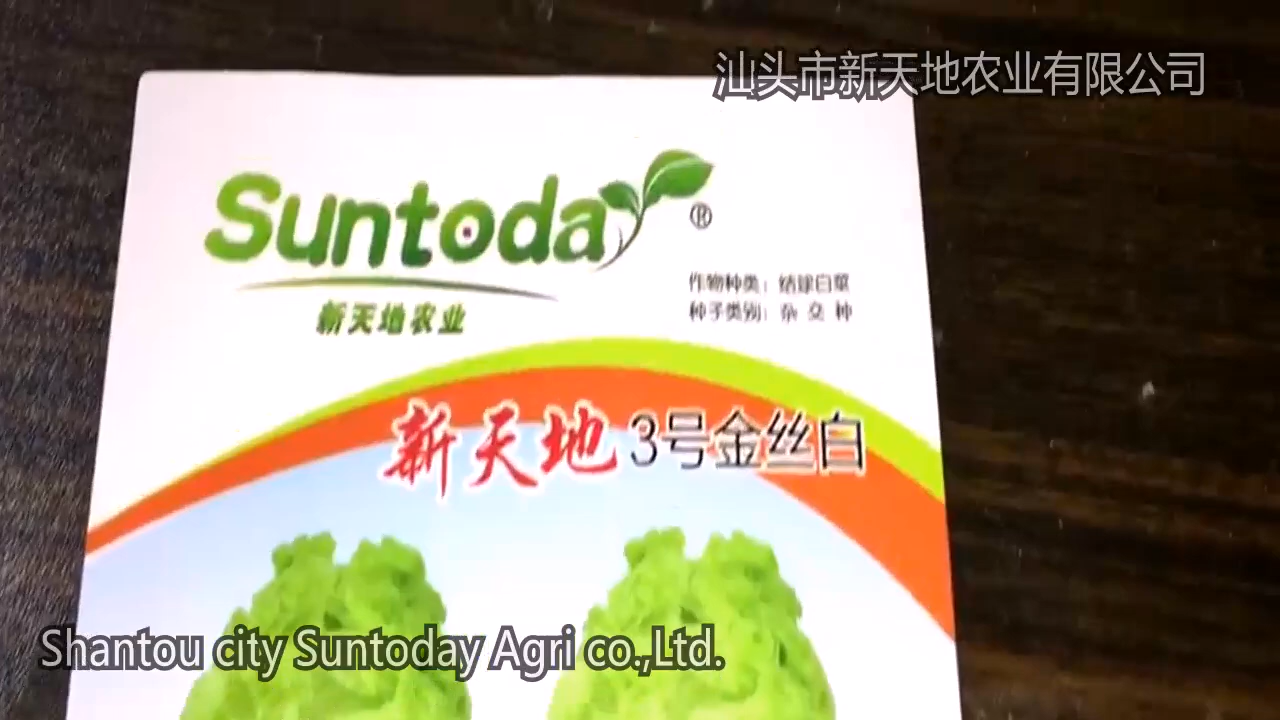 汕头市新天地农业有限公司
Suntoday®
新天地农业
作物种类：结球白菜
种子类别：杂 交 种
新天地3号金丝白
Shantou city Suntoday Agri co.,Ltd.